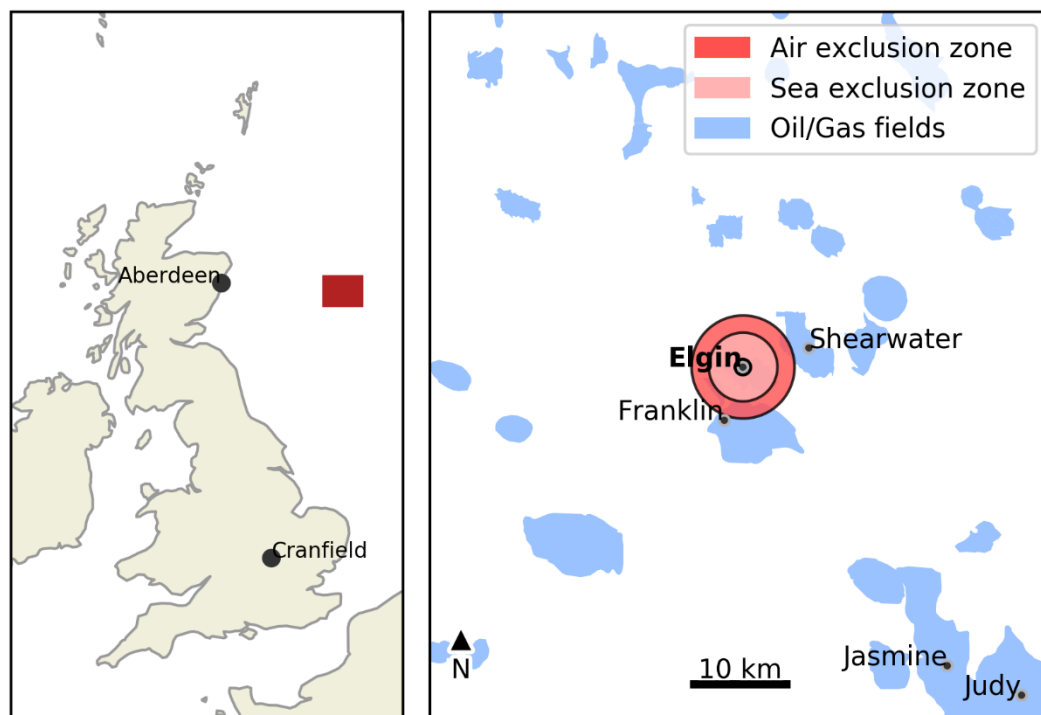 Aberdeen
Cranfield
Air exclusion zone
Sea exclusion zone
Oil/Gas fields
Shearwater
Elgin
Franklin
N
10 km
Jasmine
Judy